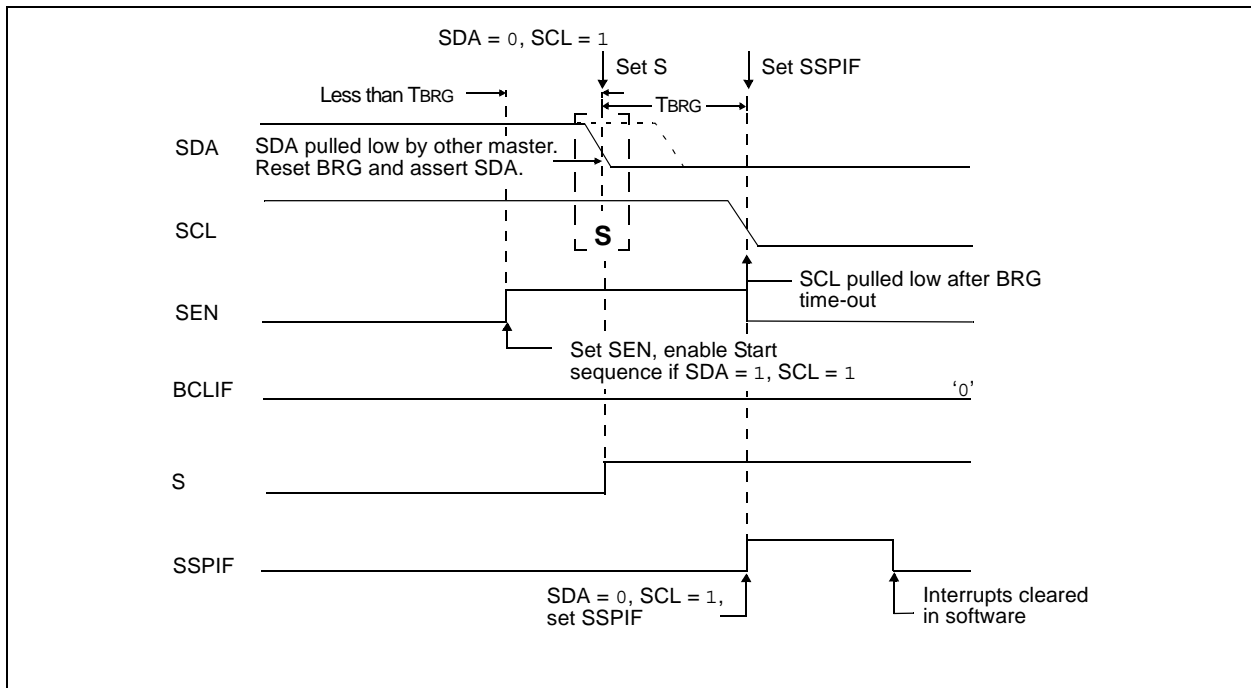 SDA = 0, SCL = 1
Set S
Set SSPIF
Less than TBRG
TBRG
SDA
SDA pulled low by other master.
Reset BRG and assert SDA.
SCL
S
SCL pulled low after BRG
time-out
SEN
Set SEN, enable Start
sequence if SDA = 1, SCL = 1
BCLIF
‘0’
S
SSPIF
SDA = 0, SCL = 1,
set SSPIF
Interrupts cleared
in software